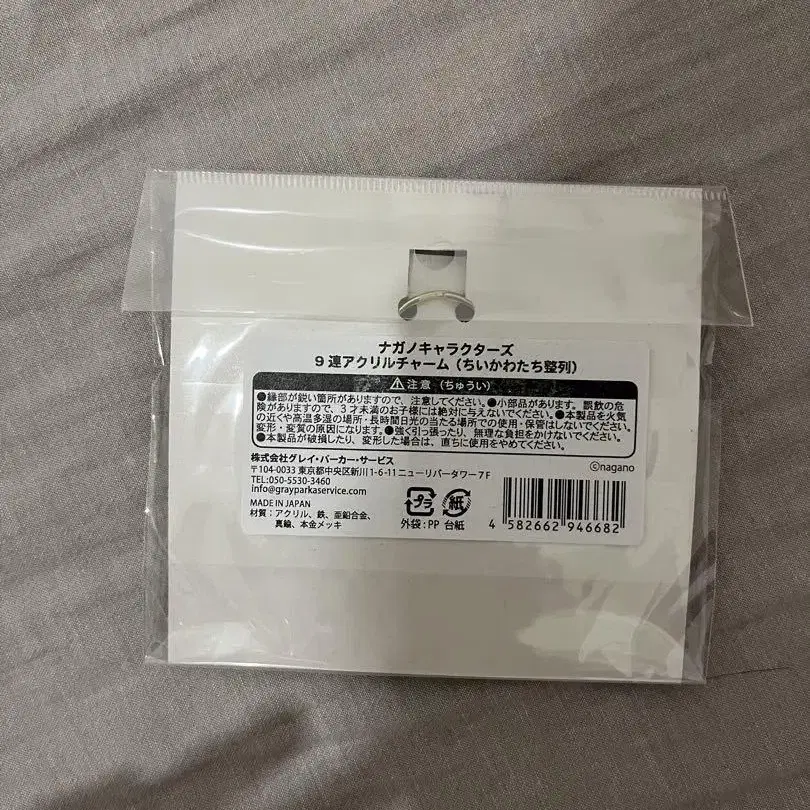 ナガノキャラクターズ
9連アクリルチャーム（ちいかわたち整列）
注意（ちゅうい）
●縁部が鋭い箇所がありますので、注意してください。●小部品があります。誤飲の危
険がありますので、3才未満のお子様には絶対に与えないでください。●本製品を火気
の近くや高温多湿の場所・長時間日光の当たる場所での使用・保管はしないでください。
変形・変質の原因になります。●強く引っ張ったり、無理な負担をかけないでください。
●本製品が破損したり、変形した場合は、直ちに使用をやめてください。
©nagano
株式会社グレイ・パーカー・サービス
〒104-0033 東京都中央区新川1-6-11ニューリバータワー7F
TEL:050-5530-3460
info@grayparkaservice.com
MADE IN JAPAN
材質：アクリル、鉄、亜鉛合金、
真鍮、本金メッキ
プラ 紙
外袋：PP 台紙
4 582662 946682